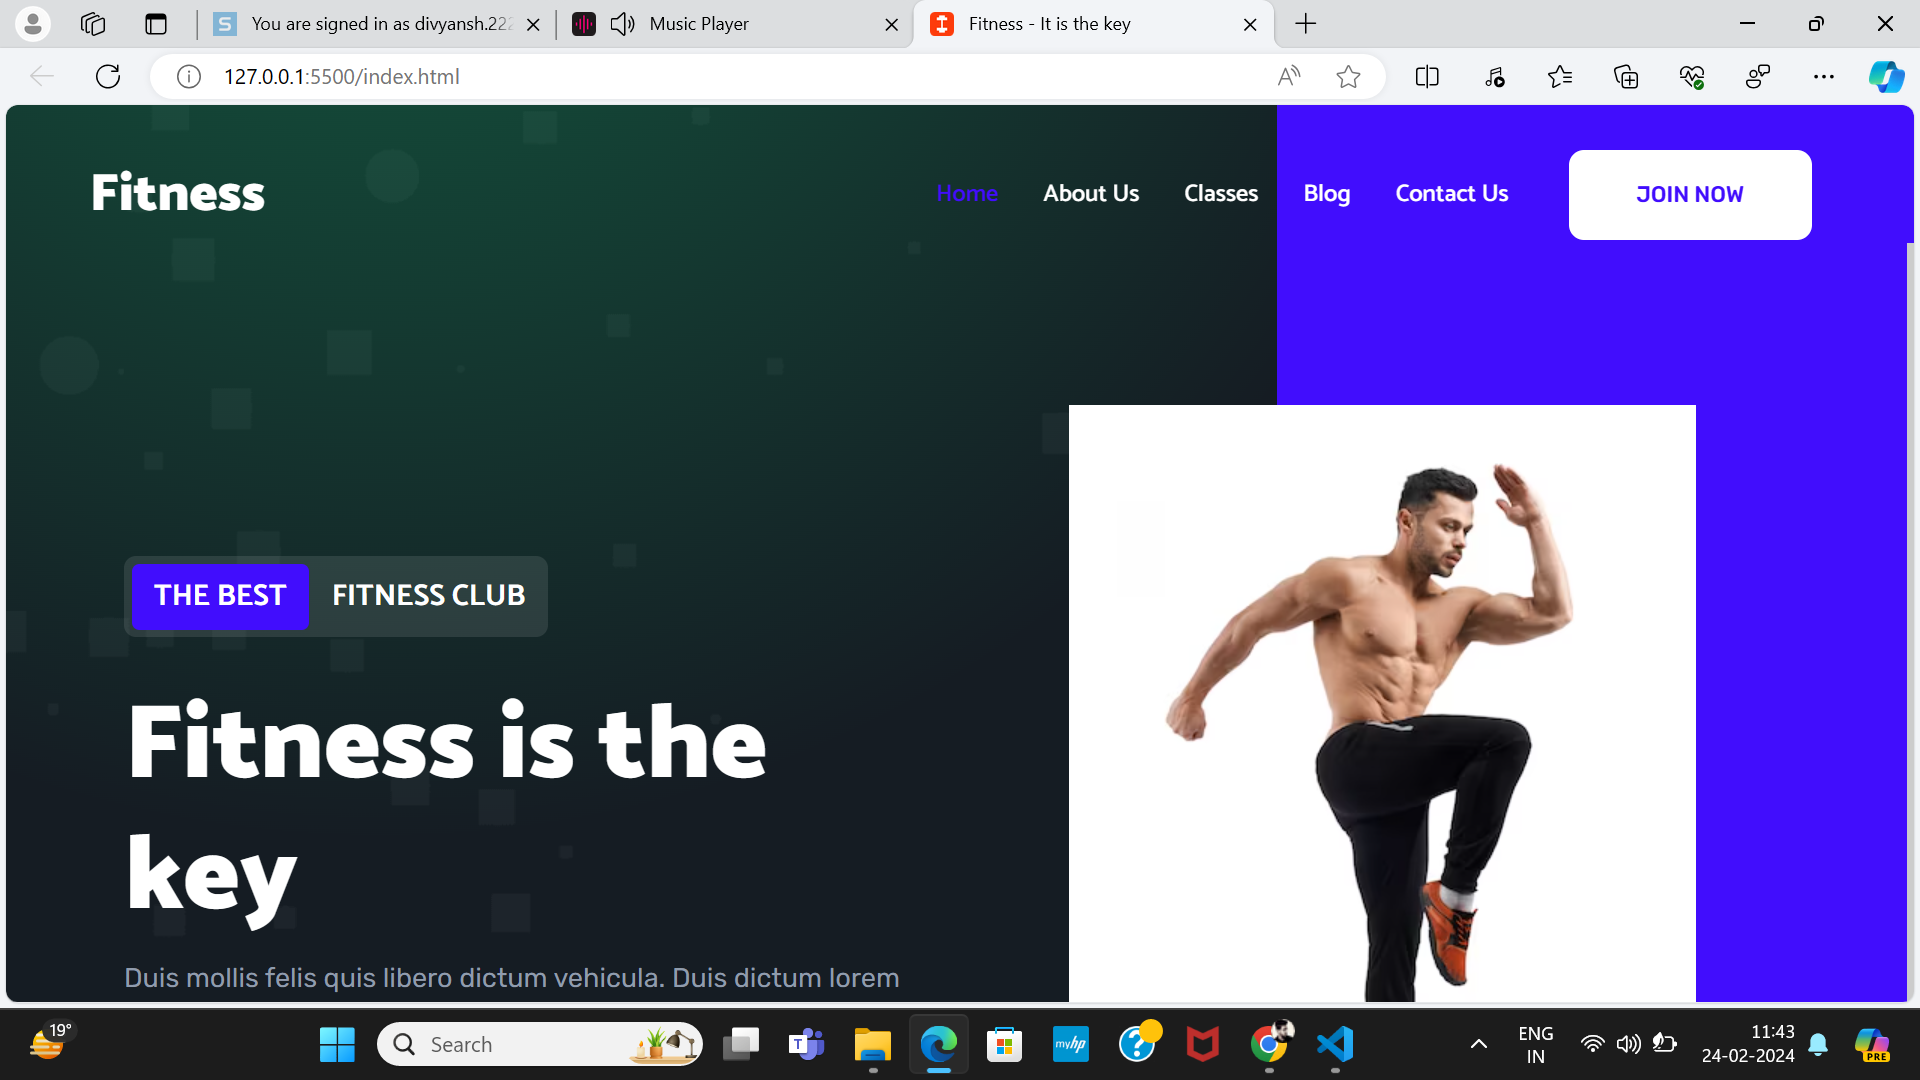 You are signed in as divyansh.222
Music Player
Fitness - It is the key
127.0.0.1:5500/index.html
Fitness
Home
About Us
Classes
Blog
Contact Us
JOIN NOW
THE BEST
FITNESS CLUB
Fitness is the
key
Duis mollis felis quis libero dictum vehicula. Duis dictum lorem
19°
Search
myhp
ENG
IN
11:43
24-02-2024
PRE